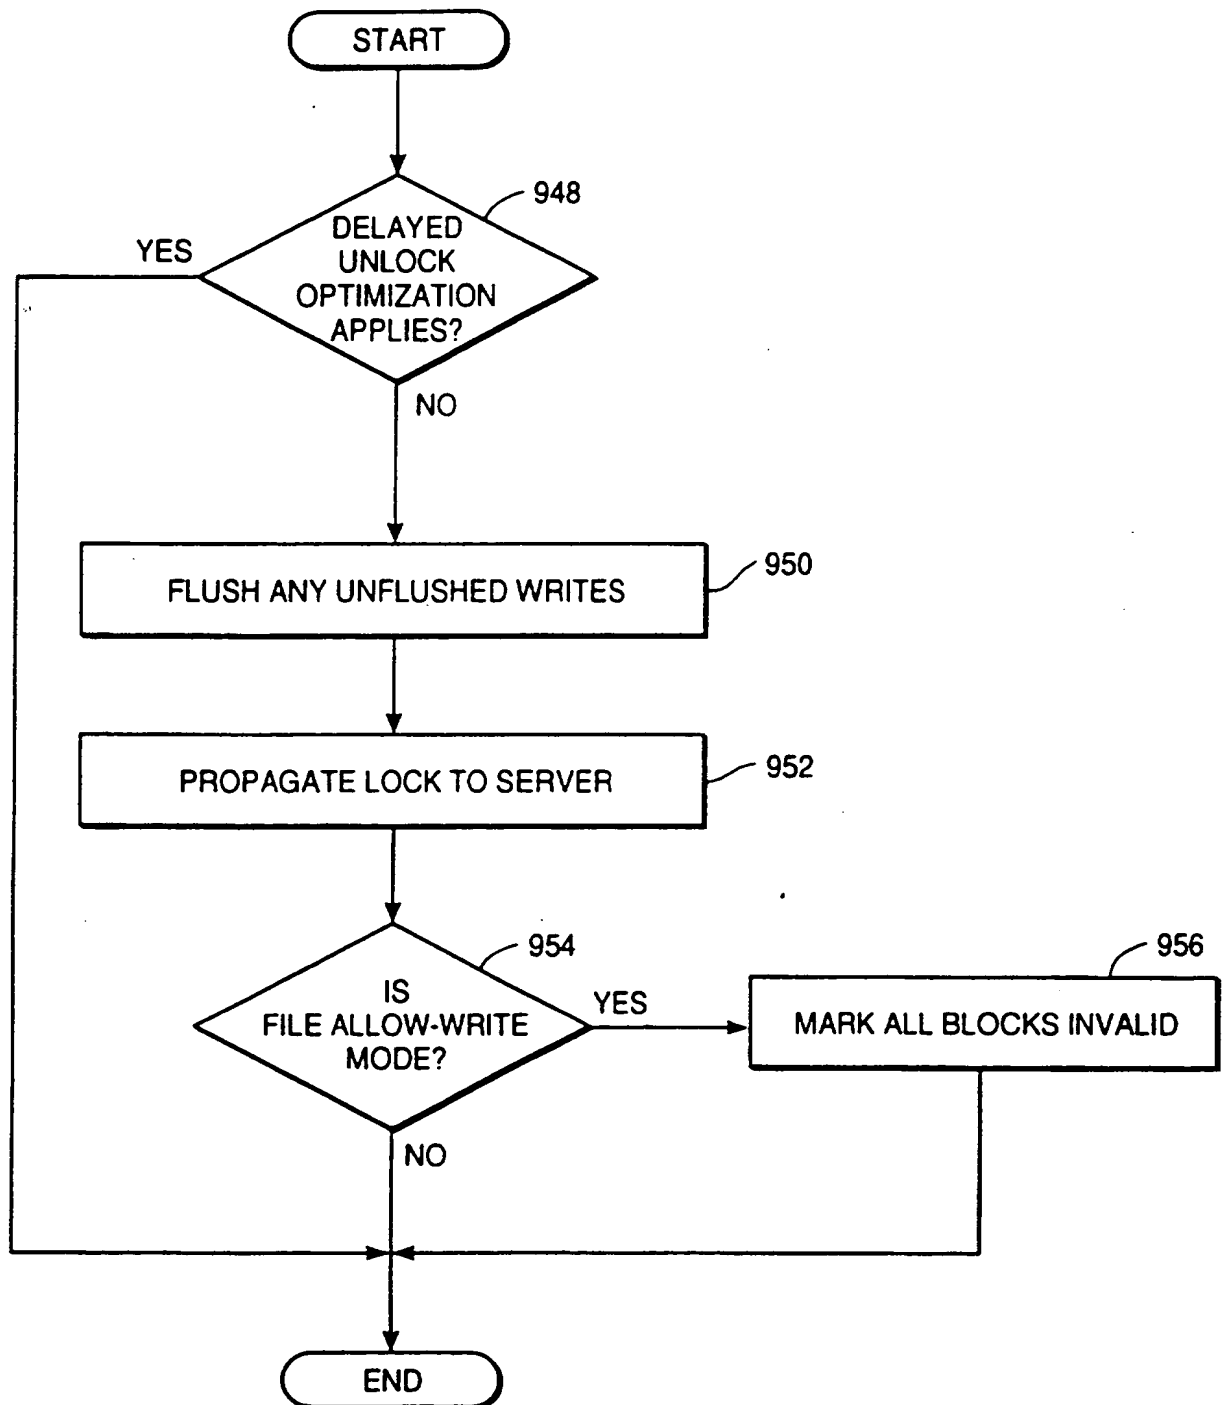 START
948
DELAYED
UNLOCK
OPTIMIZATION
APPLIES?
YES
NO
FLUSH ANY UNFLUSHED WRITES
950
PROPAGATE LOCK TO SERVER
952
954
IS
FILE ALLOW-WRITE
MODE?
YES
956
MARK ALL BLOCKS INVALID
NO
END